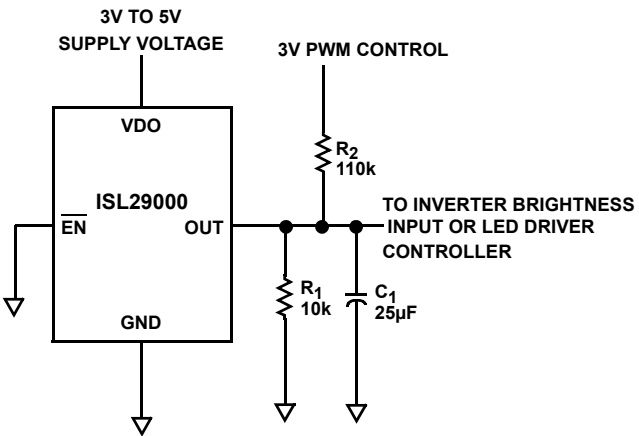 3V TO 5V
SUPPLY VOLTAGE
3V PWM CONTROL
VDO
R2
110k
ISL29000
EN
OUT
TO INVERTER BRIGHTNESS
INPUT OR LED DRIVER
CONTROLLER
R1
10k
C1
25µF
GND